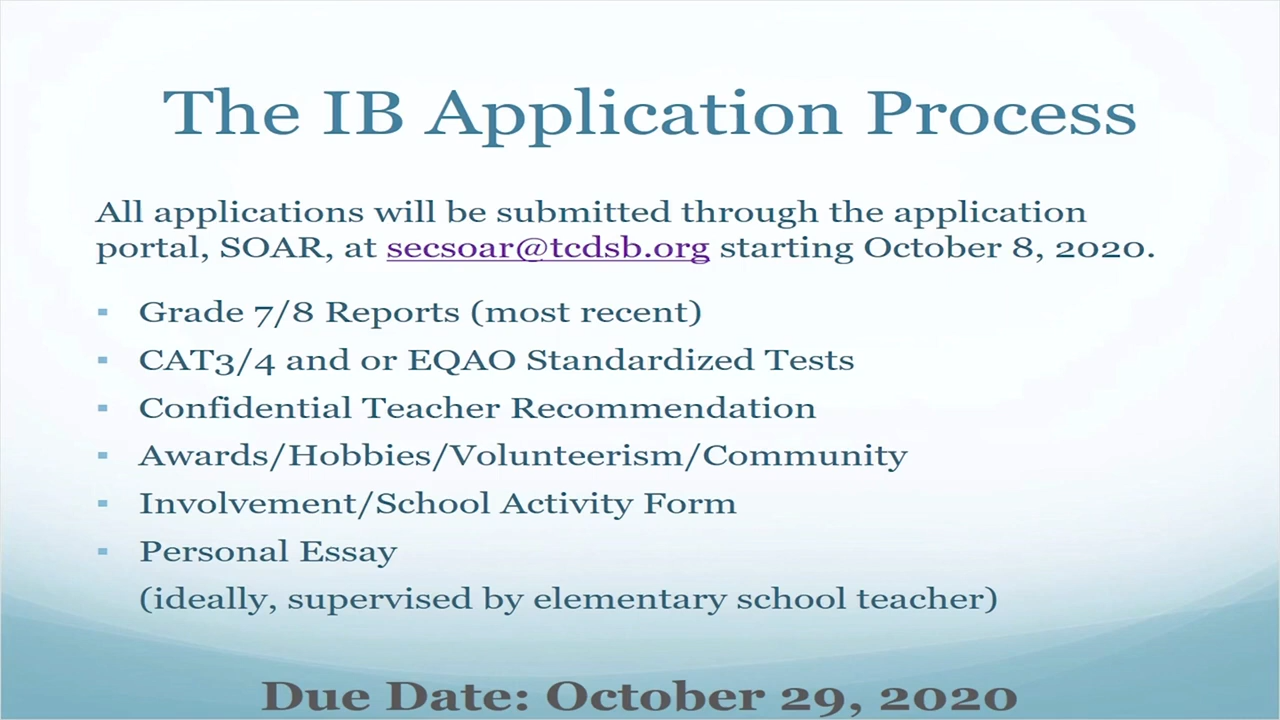 The IB Application Process
All applications will be submitted through the application
portal, SOAR, at secsoar@tcdsb.org starting October 8, 2020.
▪ Grade 7/8 Reports (most recent)
▪ CAT3/4 and or EQAO Standardized Tests
▪ Confidential Teacher Recommendation
▪ Awards/Hobbies/Volunteerism/Community
▪ Involvement/School Activity Form
▪ Personal Essay
(ideally, supervised by elementary school teacher)
Due Date: October 29, 2020